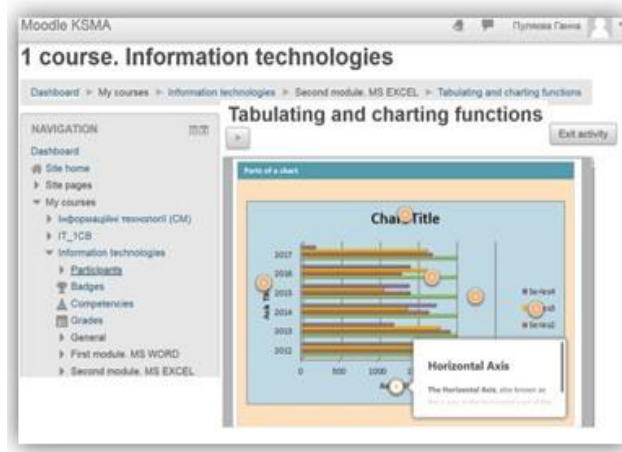 Moodle KSMA
Пуляєва Ганна
1 course. Information technologies
Dashboard ► My courses ► Information technologies ► Second module. MS EXCEL ► Tabulating and charting functions
NAVIGATION
Dashboard
Site home
Site pages
My courses
Інформаційні технології (СМ)
IT_1СВ
Information technologies
Participants
Badges
Competencies
Grades
General
First module. MS WORD
Second module. MS EXCEL
Tabulating and charting functions
Exit activity
Parts of a chart
Chart Title
2017
2016
2015
2014
2013
2012
0 500 1000
Series4
Series2
Horizontal Axis
The Horizontal Axis, also known as